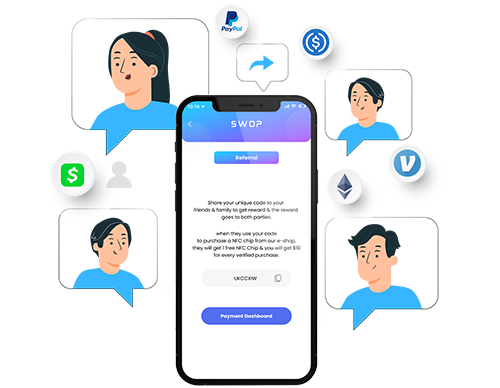 PayPal
10:16
SWOP
Referral
Share your unique code to your
friends & family to get reward & the reward
goes to both parties.
when they use your code
to purchase a NFC chip from our e-shop,
they will get 1 free NFC Chip & you will get $10
for every verified purchase.
UKCCXIW
Payment Dashboard